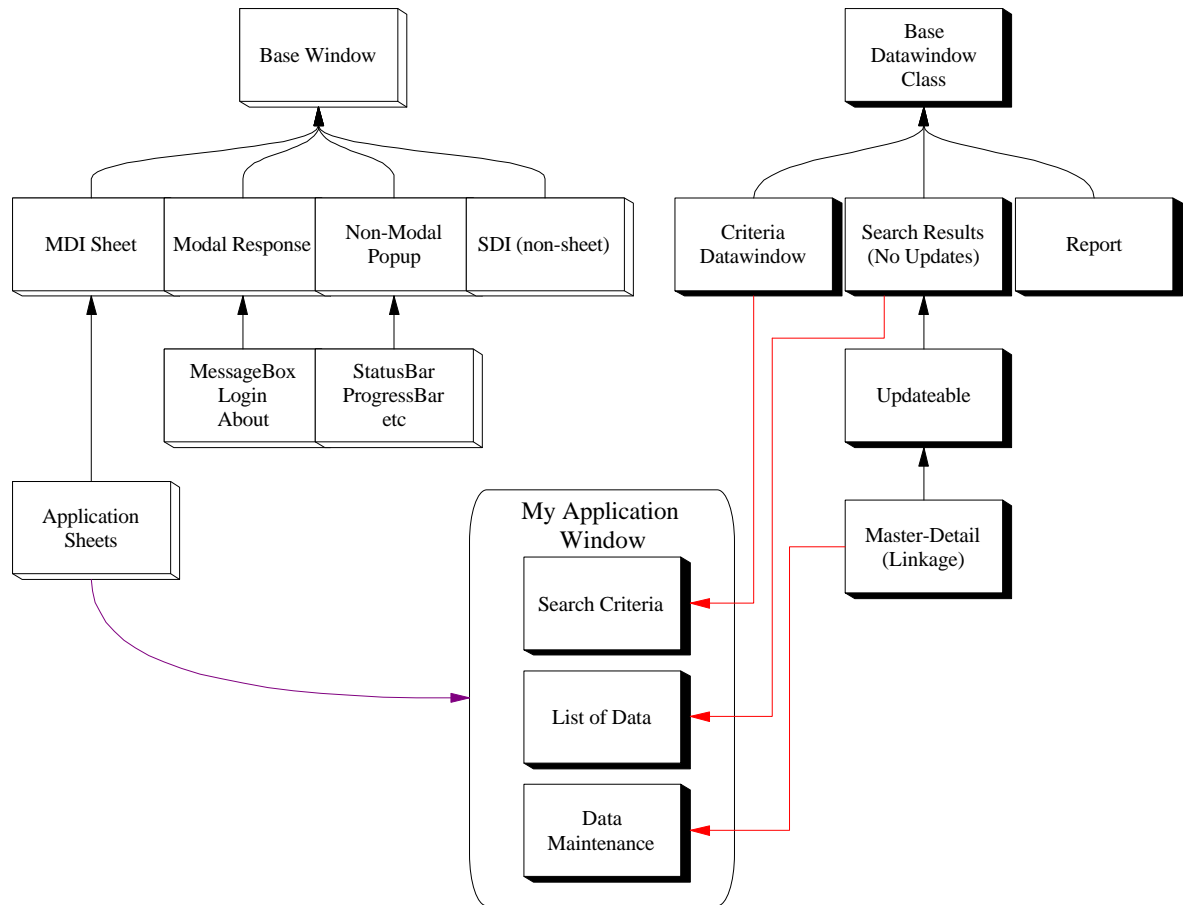 Base Window
Base
Datawindow
Class
MDI Sheet
Modal Response
Non-Modal
Popup
SDI (non-sheet)
Criteria
Datawindow
Search Results
(No Updates)
Report
MessageBox
Login
About
StatusBar
ProgressBar
etc
Updateable
Application
Sheets
My Application
Window
Master-Detail
(Linkage)
Search Criteria
List of Data
Data
Maintenance